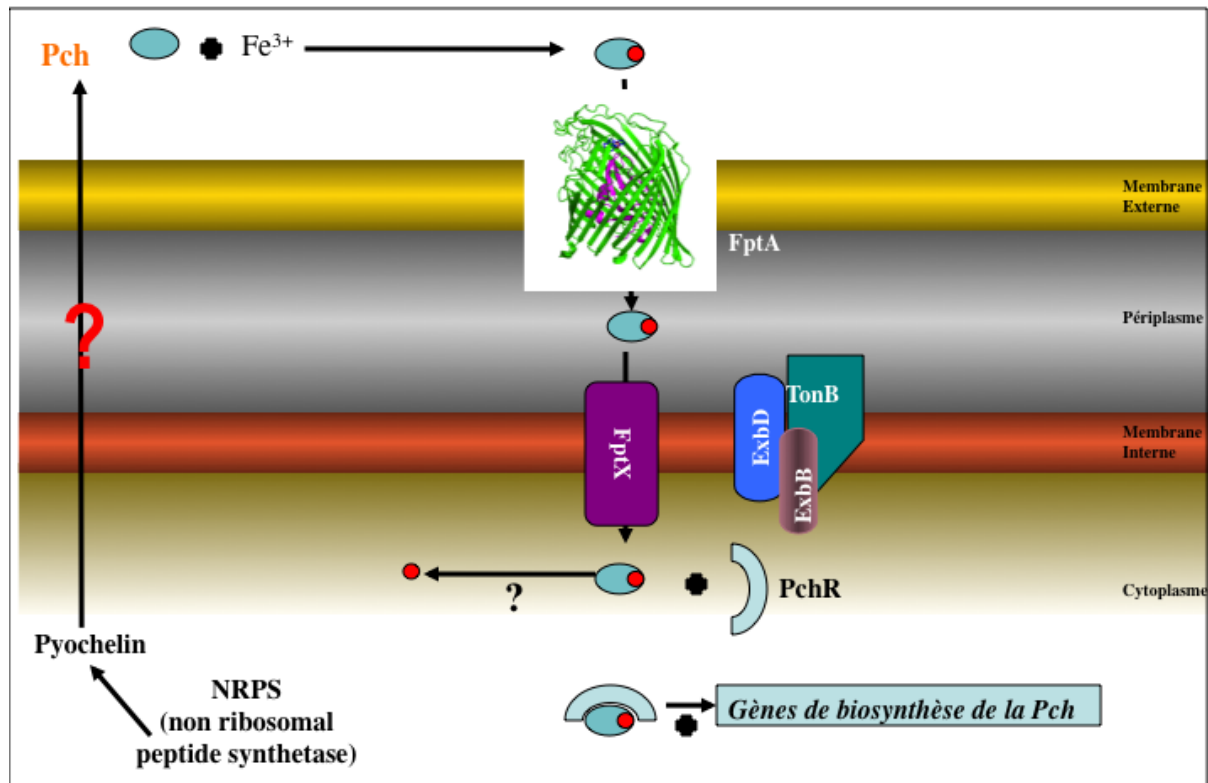 Pch
Fe³⁺
Membrane
Externe
FptA
?
Périplasme
TonB
ExbD
FptX
ExbB
Membrane
Interne
?
PchR
Cytoplasme
Pyochelin
NRPS
(non ribosomal
peptide synthetase)
Gènes de biosynthèse de la Pch